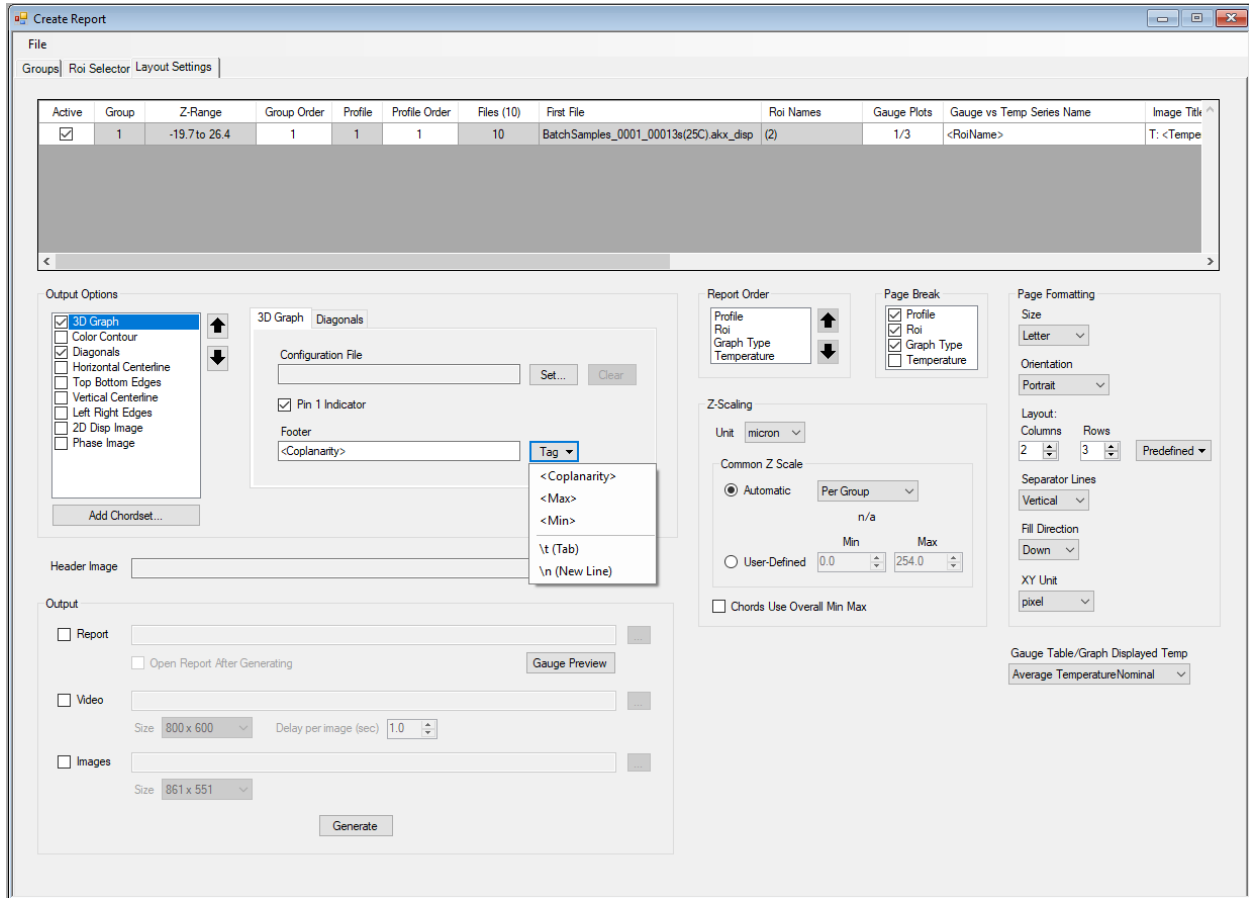 Create Report
File
Groups Roi Selector Layout Settings
Active Group Z-Range Group Order Profile Profile Order Files (10) First File Roi Names Gauge Plots Gauge vs Temp Series Name Image Title
1 -19.7 to 26.4 1 1 1 10 BatchSamples_0001_00013s(25C).akx_disp (2) 1/3 <RoiName> T: <Tempe
Output Options
3D Graph
Color Contour
Diagonals
Horizontal Centerline
Top Bottom Edges
Vertical Centerline
Left Right Edges
2D Disp Image
Phase Image
Add Chordset...
3D Graph Diagonals
Configuration File
Set... Clear
Pin 1 Indicator
Footer
<Coplanarity> Tag
<Coplanarity>
<Max>
<Min>
\t (Tab)
\n (New Line)
Header Image
Output
Report
...
Open Report After Generating Gauge Preview
Video
...
Size 800 x 600 Delay per image (sec) 1.0
Images
...
Size 861 x 551
Generate
Report Order
Profile
Roi
Graph Type
Temperature
Page Break
Profile
Roi
Graph Type
Temperature
Z-Scaling
Unit micron
Common Z Scale
Automatic Per Group
n/a
Min Max
User-Defined 0.0 254.0
Chords Use Overall Min Max
Page Formatting
Size
Letter
Orientation
Portrait
Layout:
Columns Rows
2 3 Predefined
Separator Lines
Vertical
Fill Direction
Down
XY Unit
pixel
Gauge Table/Graph Displayed Temp
Average TemperatureNominal